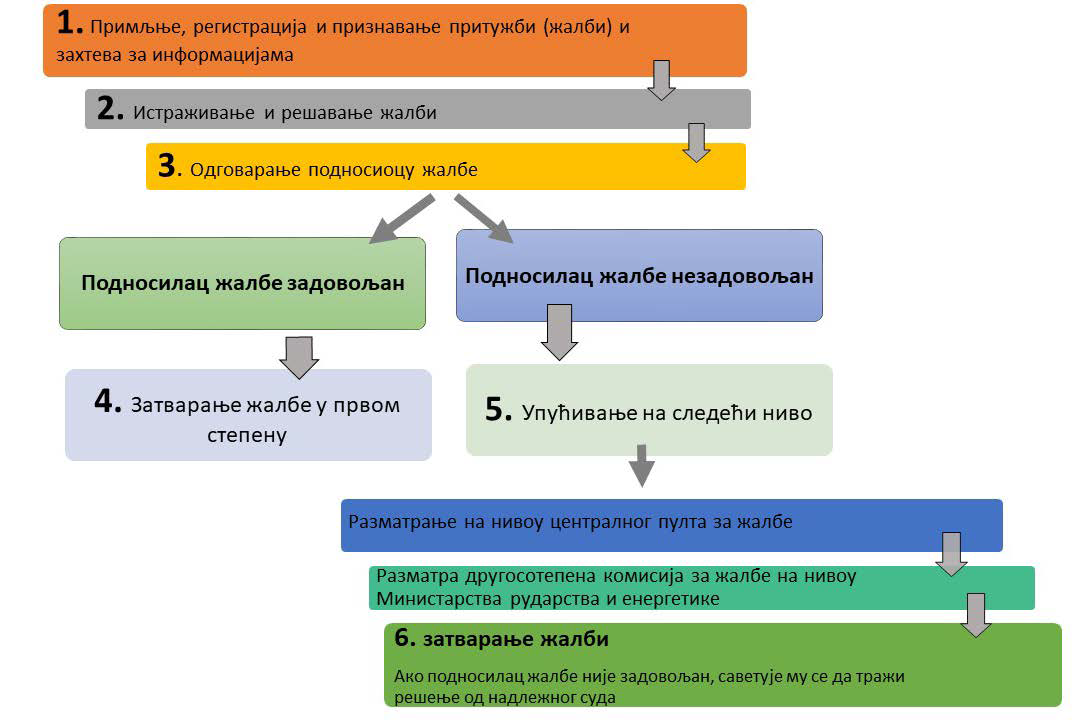 1. Примљње, регистрација и признавање притужби (жалби) и
захтева за информацијама
2. Истраживање и решавање жалби
3. Одговарање подносиоцу жалбе
Подносилац жалбе задовољан
Подносилац жалбе незадовољан
4. Затварање жалбе у првом
степену
5. Упућивање на следећи ниво
Разматрање на нивоу централног пулта за жалбе
Разматра другосотепена комисија за жалбе на нивоу
Министарства рударства и енергетике
6. затварање жалби
Ако подносилац жалбе није задовољан, саветује му се да тражи
решење од надлежног суда